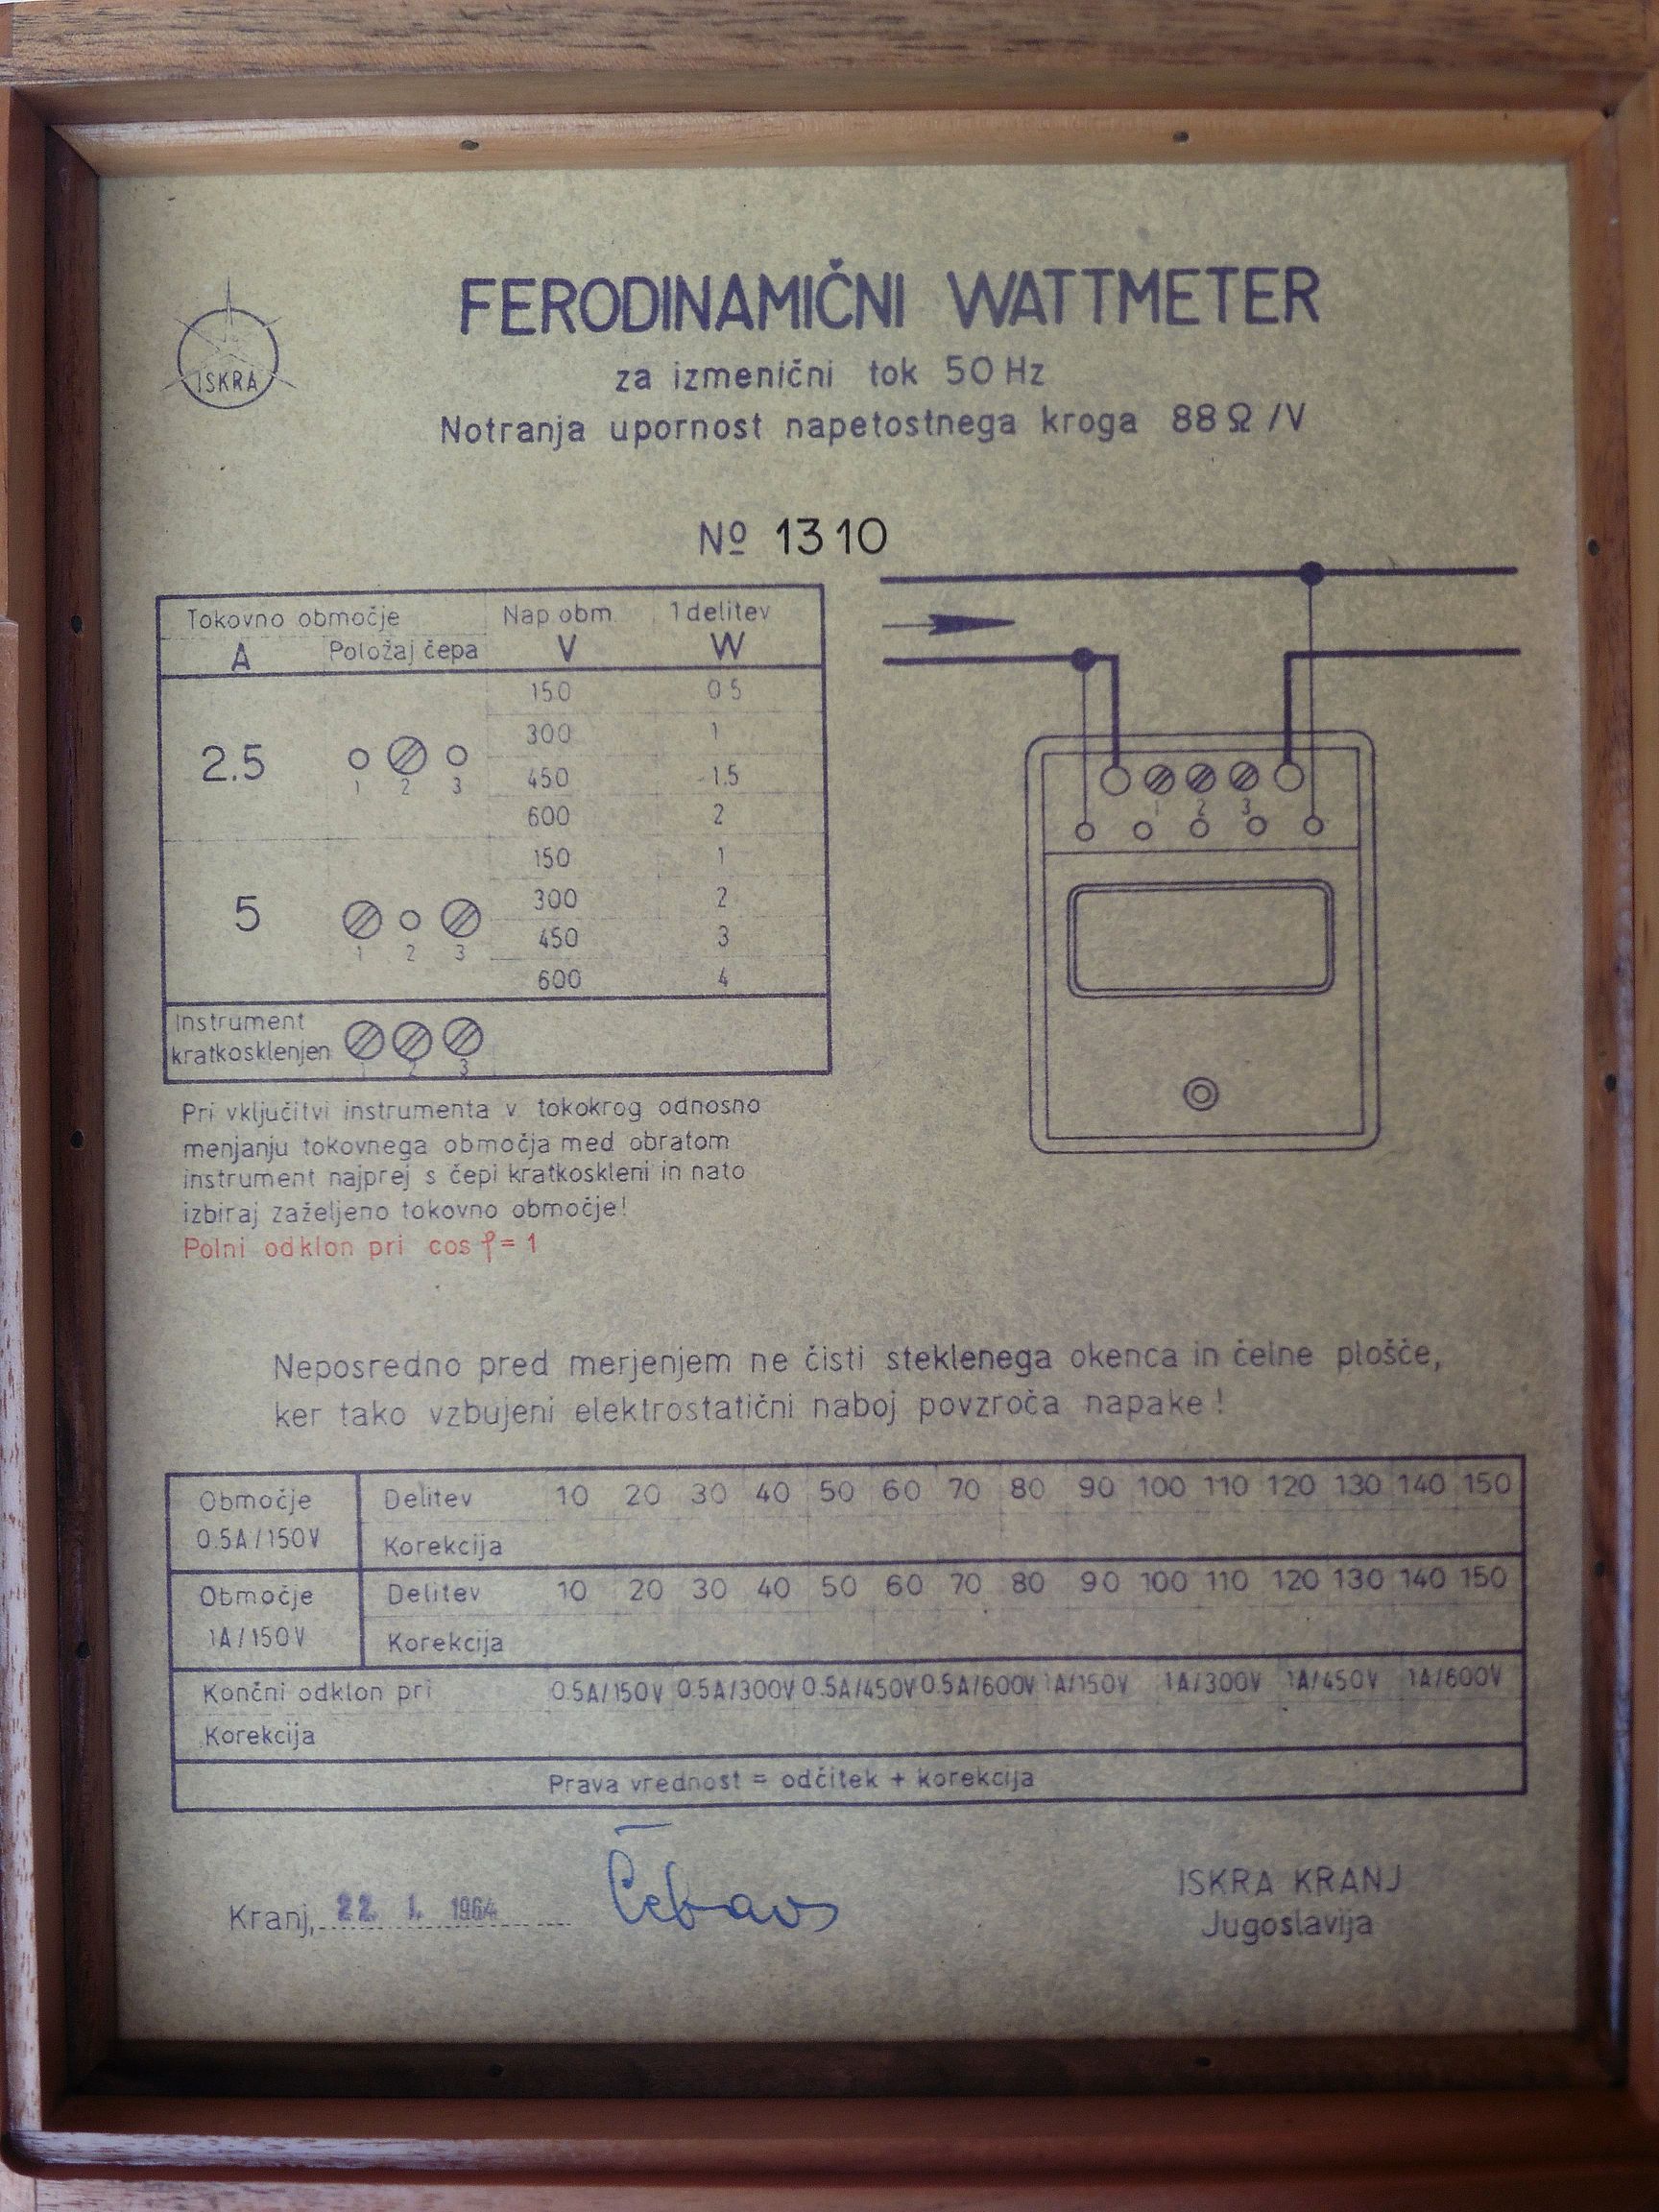 ISKRA
FERODINAMIČNI WATTMETER
za izmenični tok 50 Hz
Notranja upornost napetostnega kroga 88 Ω /V
Nº 1310
Tokovno območje Nap obm 1 delitev
A Položaj čepa V W
150 0 5
300 1
2.5 1 2 3 450 1.5
600 2
150 1
300 2
5 1 2 3 450 3
600 4
Instrument
kratkosklenjen 1 2 3
1 2 3
Pri vključitvi instrumenta v tokokrog odnosno
menjanju tokovnega območja med obratom
instrument najprej s čepi kratkoskleni in nato
izbiraj zaželjeno tokovno območje!
Polni odklon pri cos φ = 1
Neposredno pred merjenjem ne čisti steklenega okenca in čelne plošče,
ker tako vzbujeni elektrostatični naboj povzroča napake !
Območje Delitev 10 20 30 40 50 60 70 80 90 100 110 120 130 140 150
0.5A/150V Korekcija
Območje Delitev 10 20 30 40 50 60 70 80 90 100 110 120 130 140 150
1A/150V Korekcija
Končni odklon pri 0.5A/150V 0.5A/300V 0.5A/450V 0.5A/600V 1A/150V 1A/300V 1A/450V 1A/600V
Korekcija
Prava vrednost = odčitek + korekcija
Kranj, 22. I. 1964
ISKRA KRANJ
Jugoslavija